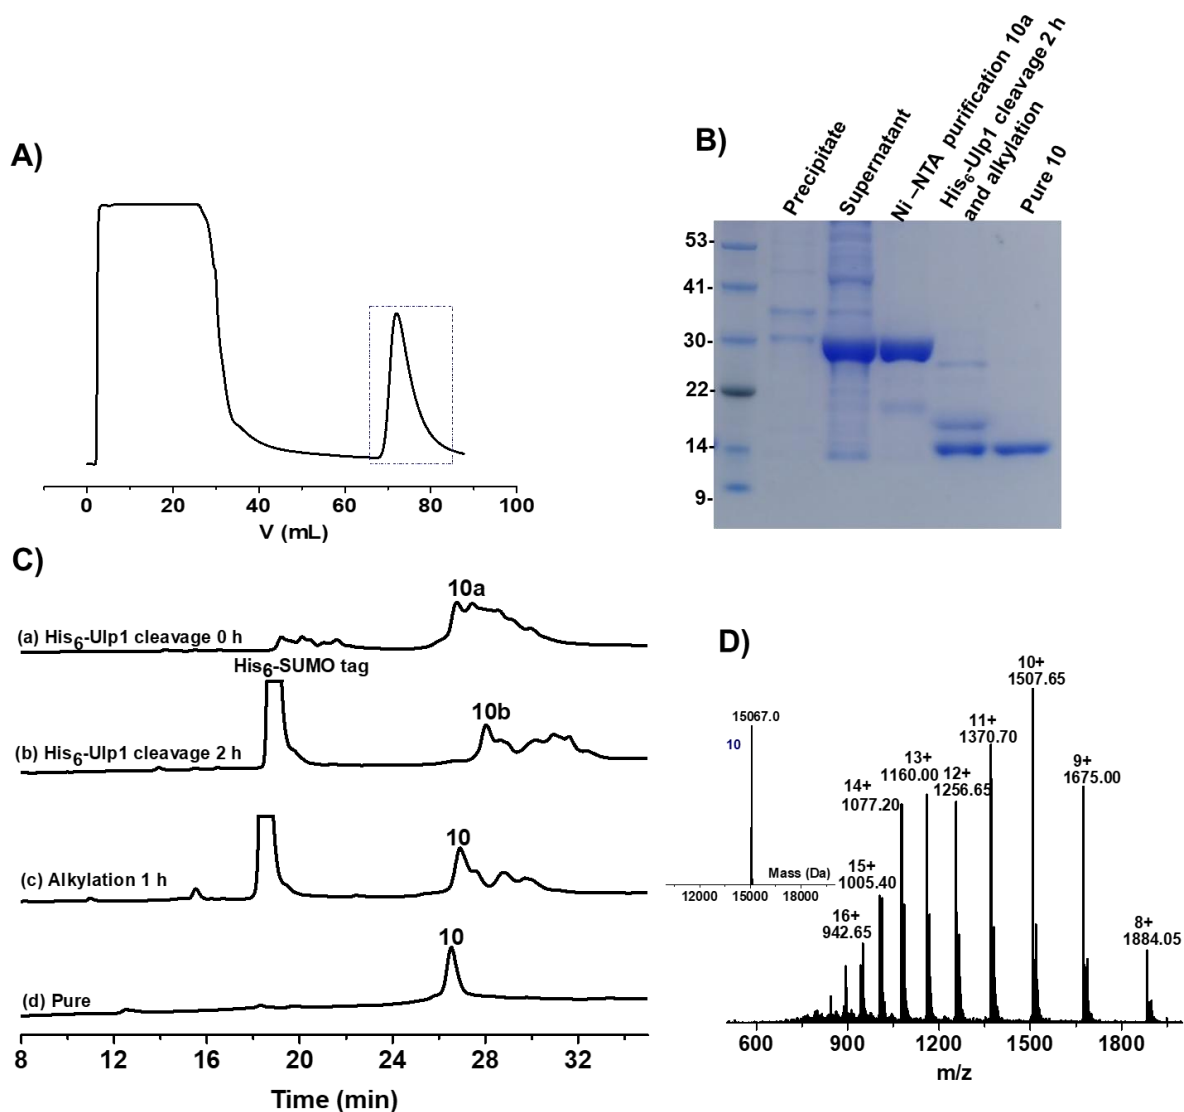 A)
0 20 40 60 80 100
V (mL)
B)
Precipitate
Supernatant
Ni –NTA purification 10a
His6-Ulp1 cleavage 2 h
and alkylation
Pure 10
53-
41-
30-
22-
14-
9-
C)
10a
(a) His6-Ulp1 cleavage 0 h
His6-SUMO tag
10b
(b) His6-Ulp1 cleavage 2 h
10
(c) Alkylation 1 h
10
(d) Pure
8 12 16 20 24 28 32
Time (min)
D)
15067.0
10
Mass (Da)
12000 15000 18000
10+
1507.65
11+
1370.70
9+
1675.00
13+
1160.00
12+
1256.65
14+
1077.20
15+
1005.40
16+
942.65
8+
1884.05
600 900 1200 1500 1800
m/z